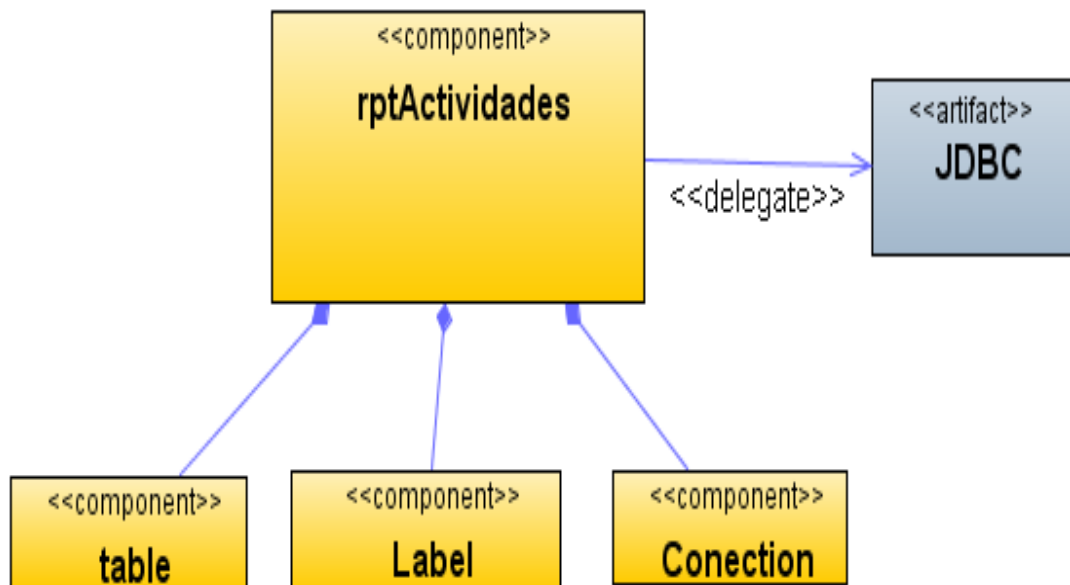 <<component>>
rptActividades
<<artifact>>
JDBC
<<delegate>>
<<component>>
table
<<component>>
Label
<<component>>
Conection